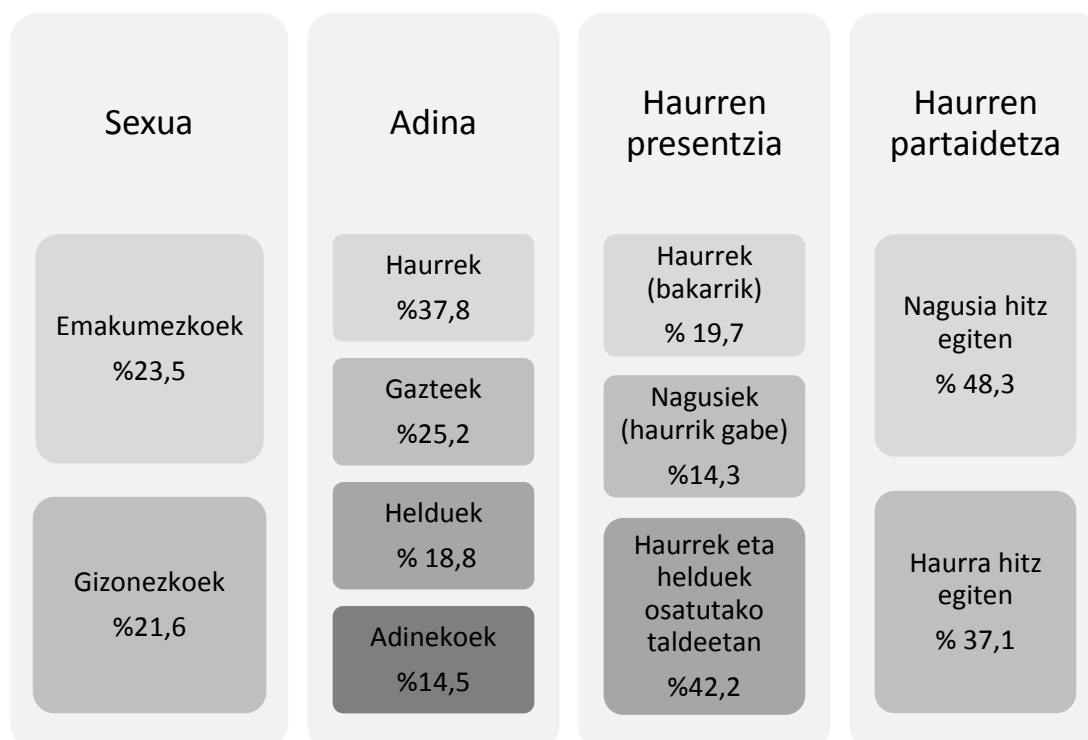 Sexua
Emakumezkoek
%23,5
Gizonezkoek
%21,6
Adina
Haurrek
%37,8
Gazteek
%25,2
Helduek
% 18,8
Adinekoek
%14,5
Haurren
presentzia
Haurrek
(bakarrik)
% 19,7
Nagusiek
(haurrik gabe)
%14,3
Haurrek eta
helduek
osatutako
taldeetan
%42,2
Haurren
partaidetza
Nagusia hitz
egiten
% 48,3
Haurra hitz
egiten
% 37,1